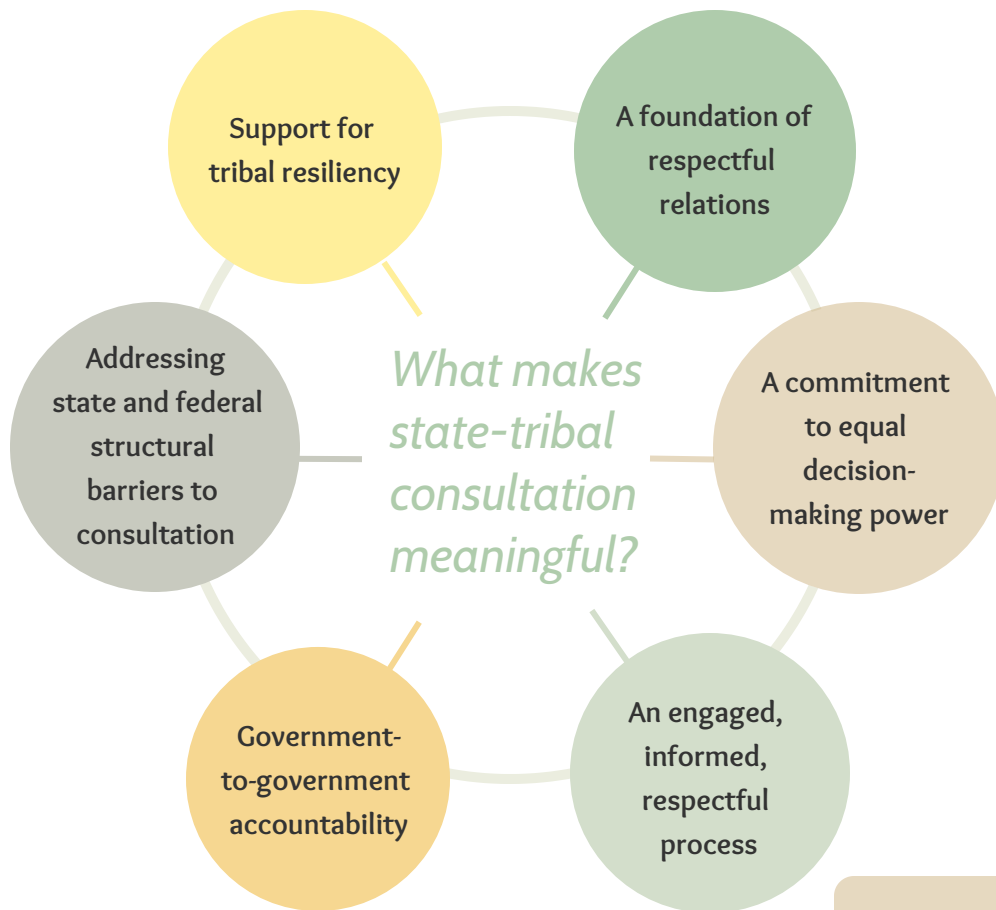 Support for
tribal resiliency
A foundation of
respectful
relations
Addressing
state and federal
structural
barriers to
consultation
What makes
state-tribal
consultation
meaningful?
A commitment
to equal
decision-
making power
Government-
to-government
accountability
An engaged,
informed,
respectful
process